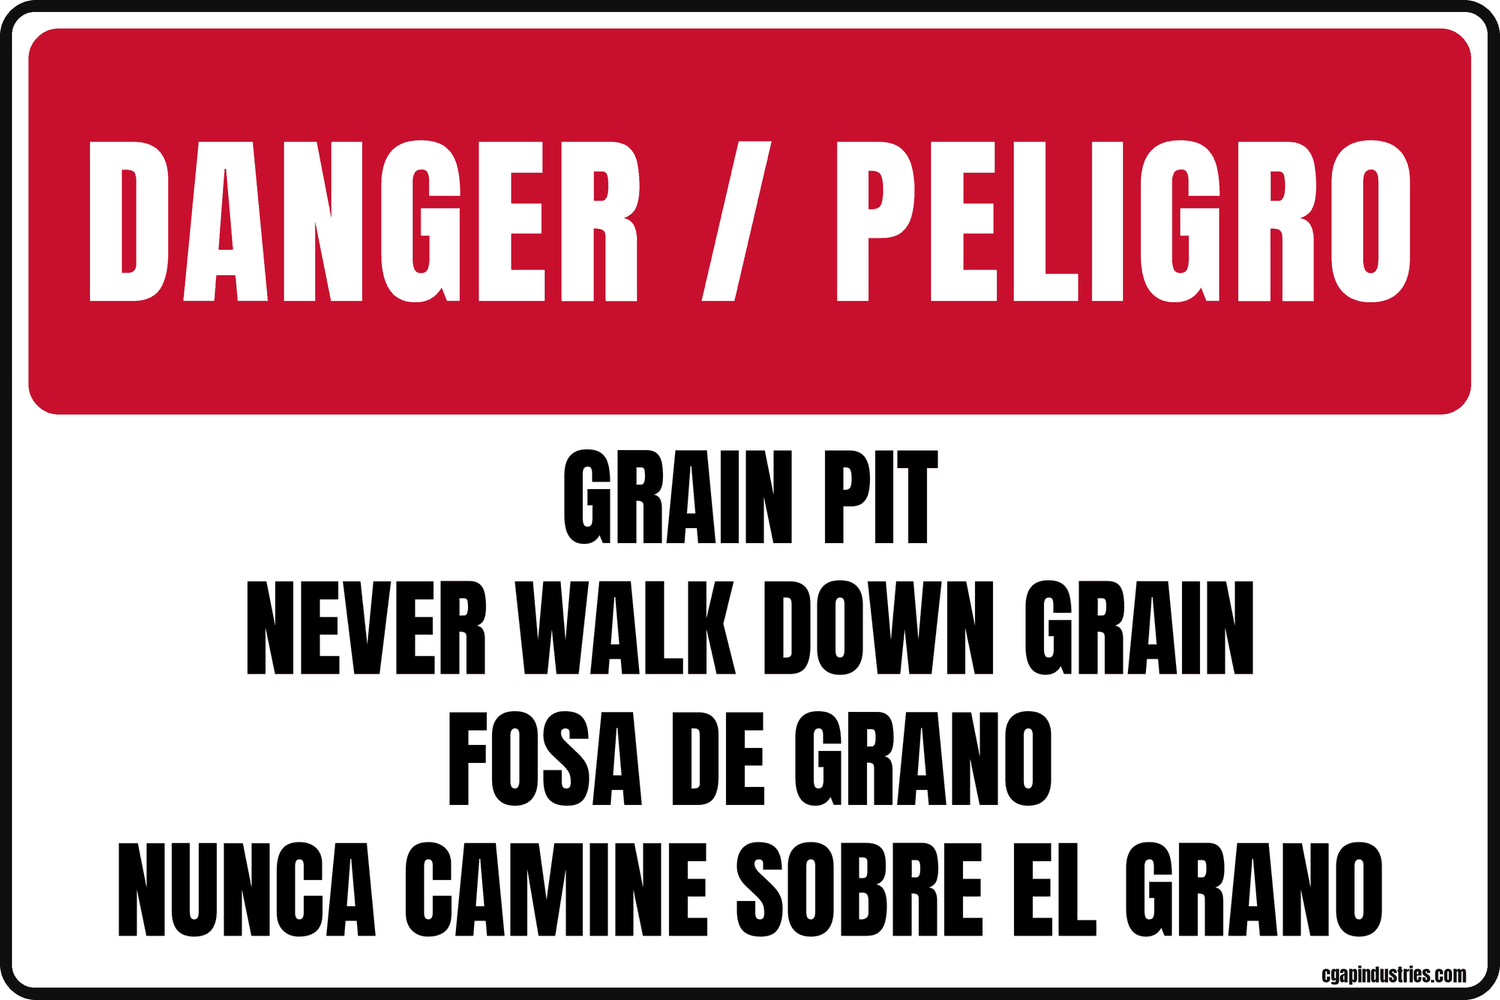 DANGER / PELIGRO
GRAIN PIT
NEVER WALK DOWN GRAIN
FOSA DE GRANO
NUNCA CAMINE SOBRE EL GRANO
cgapindustries.com